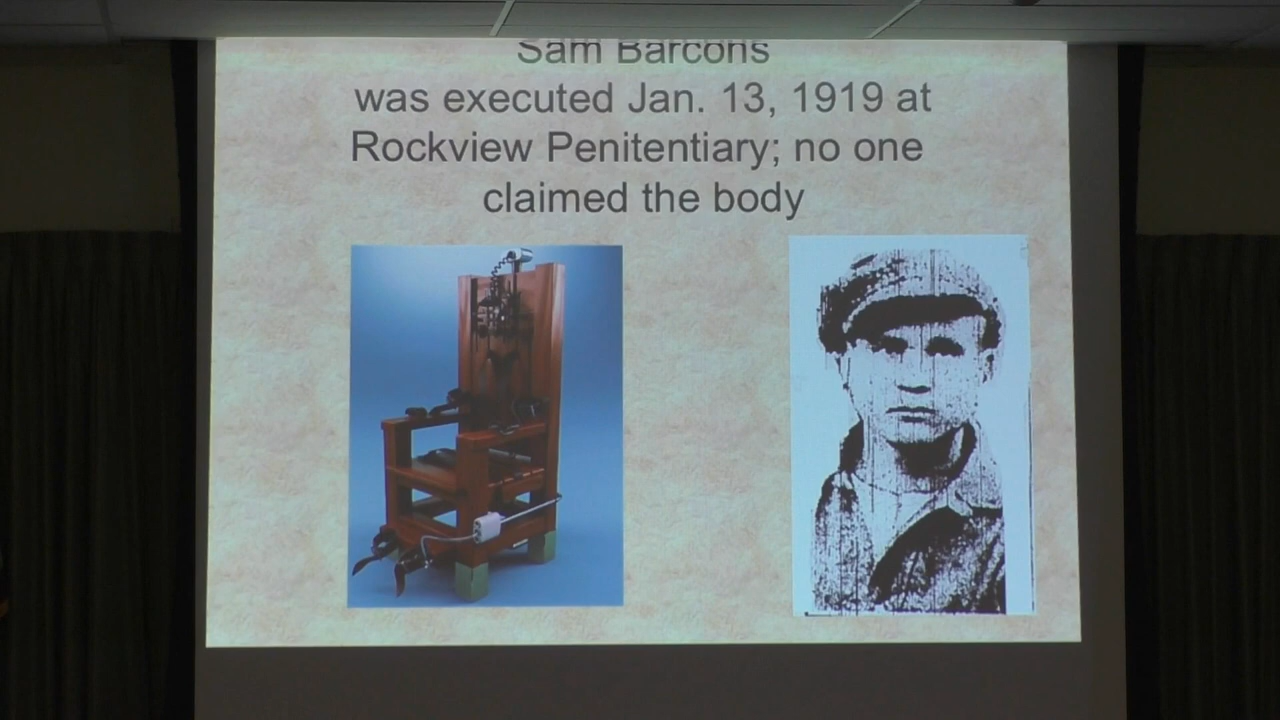 Sam Barcons
was executed Jan. 13, 1919 at
Rockview Penitentiary; no one
claimed the body